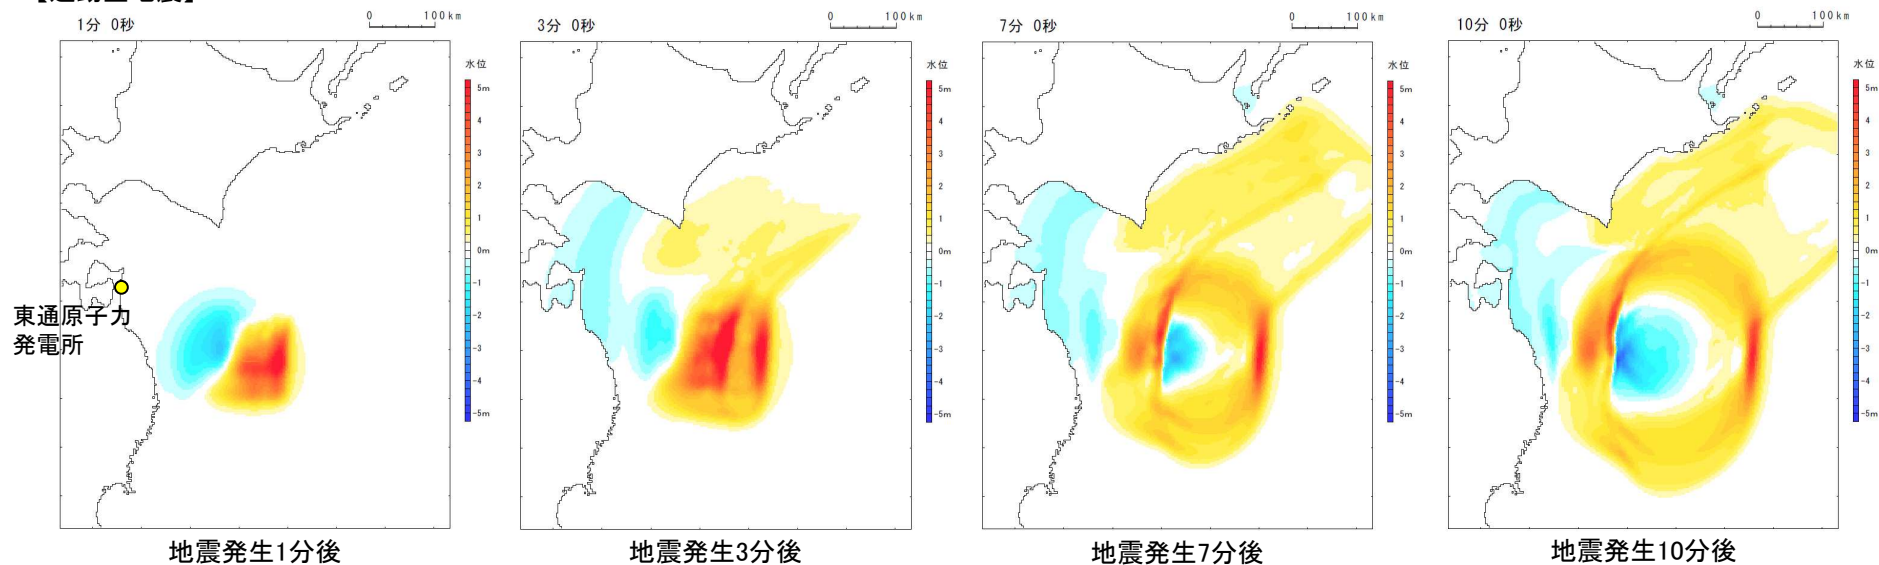 【連動型地震】
1分 0秒
0 100km
水位
5m
4
3
2
1
0m
-1
-2
-3
-4
-5m
東通原子力
発電所
地震発生1分後
3分 0秒
0 100km
水位
5m
4
3
2
1
0m
-1
-2
-3
-4
-5m
地震発生3分後
7分 0秒
0 100km
水位
5m
4
3
2
1
0m
-1
-2
-3
-4
-5m
地震発生7分後
10分 0秒
0 100km
水位
5m
4
3
2
1
0m
-1
-2
-3
-4
-5m
地震発生10分後